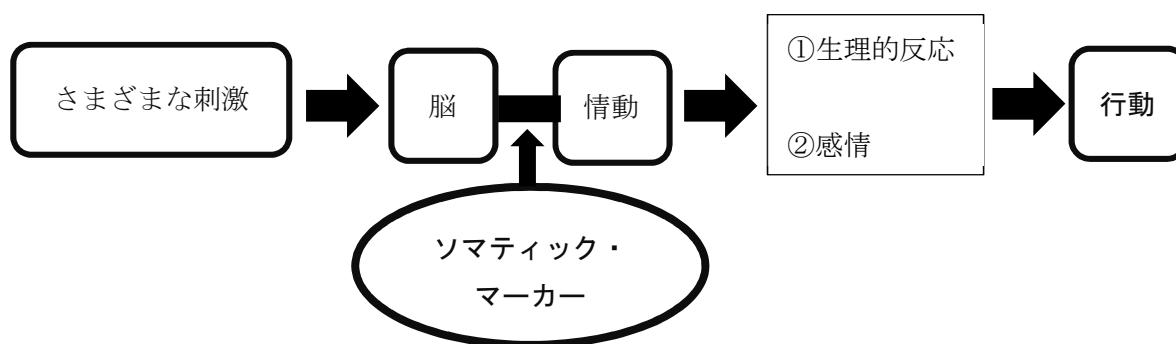 さまざまな刺激
脳
情動
①生理的反応
②感情
行動
ソマティック・
マーカー